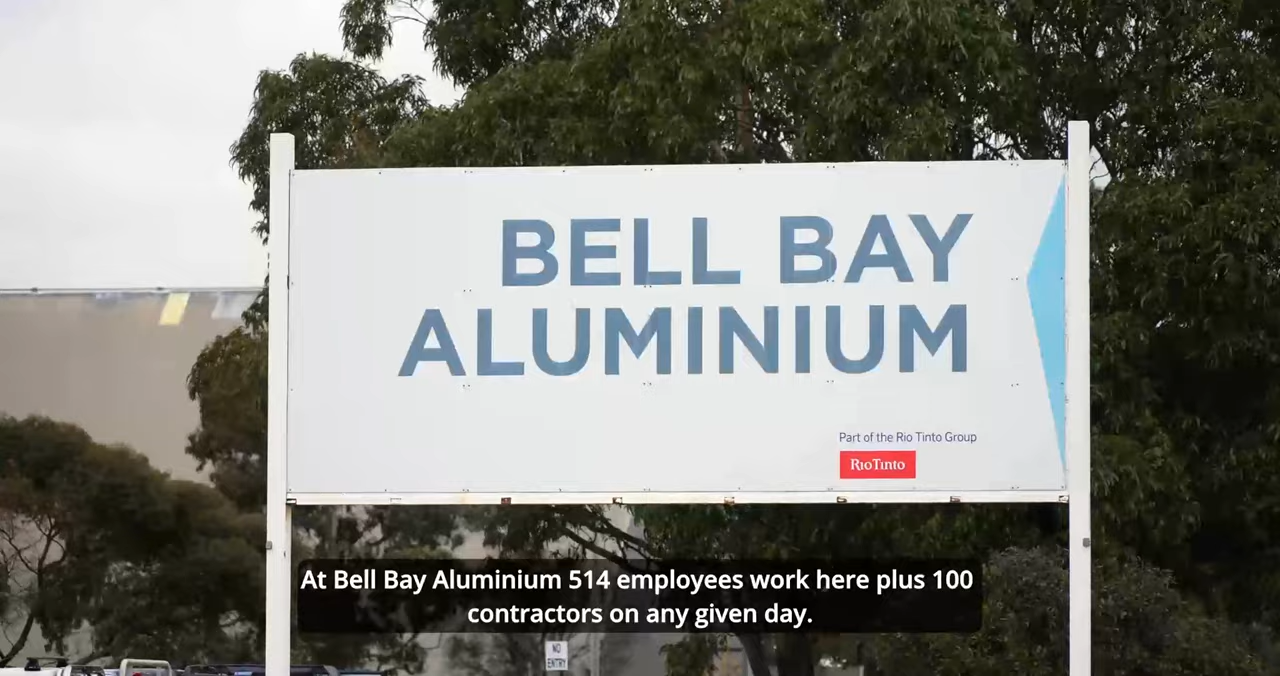 BELL BAY
ALUMINIUM
Part of the Rio Tinto Group
RioTinto
At Bell Bay Aluminium 514 employees work here plus 100
contractors on any given day.
NO
ENTRY